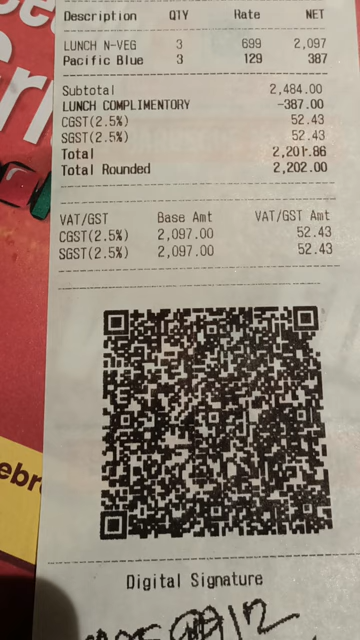 Description QTY Rate NET
LUNCH N-VEG 3 699 2,097
Pacific Blue 3 129 387
Subtotal 2,484.00
LUNCH COMPLIMENTORY -387.00
CGST(2.5%) 52.43
SGST(2.5%) 52.43
Total 2,201.86
Total Rounded 2,202.00
VAT/GST Base Amt VAT/GST Amt
CGST(2.5%) 2,097.00 52.43
SGST(2.5%) 2,097.00 52.43
Digital Signature